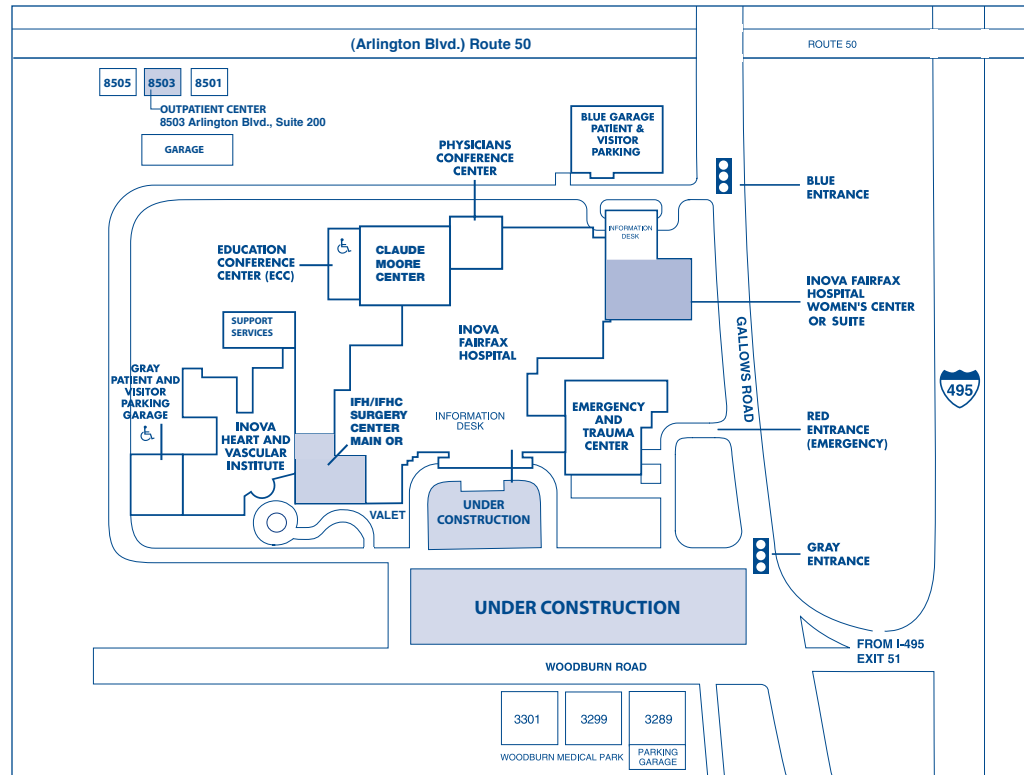 (Arlington Blvd.) Route 50
ROUTE 50
8505
8503
8501
OUTPATIENT CENTER
8503 Arlington Blvd., Suite 200
GARAGE
BLUE GARAGE
PATIENT &
VISITOR
PARKING
PHYSICIANS
CONFERENCE
CENTER
BLUE
ENTRANCE
INFORMATION
DESK
EDUCATION
CONFERENCE
CENTER (ECC)
CLAUDE
MOORE
CENTER
INOVA FAIRFAX
HOSPITAL
WOMEN'S CENTER
OR SUITE
SUPPORT
SERVICES
INOVA
FAIRFAX
HOSPITAL
GALLOWS ROAD
GRAY
PATIENT AND
VISITOR
PARKING
GARAGE
495
IFH/IFHC
SURGERY
CENTER
MAIN OR
INFORMATION
DESK
EMERGENCY
AND
TRAUMA
CENTER
RED
ENTRANCE
(EMERGENCY)
INOVA
HEART AND
VASCULAR
INSTITUTE
VALET
UNDER
CONSTRUCTION
GRAY
ENTRANCE
UNDER CONSTRUCTION
FROM I-495
EXIT 51
WOODBURN ROAD
3301
3299
3289
WOODBURN MEDICAL PARK
PARKING
GARAGE